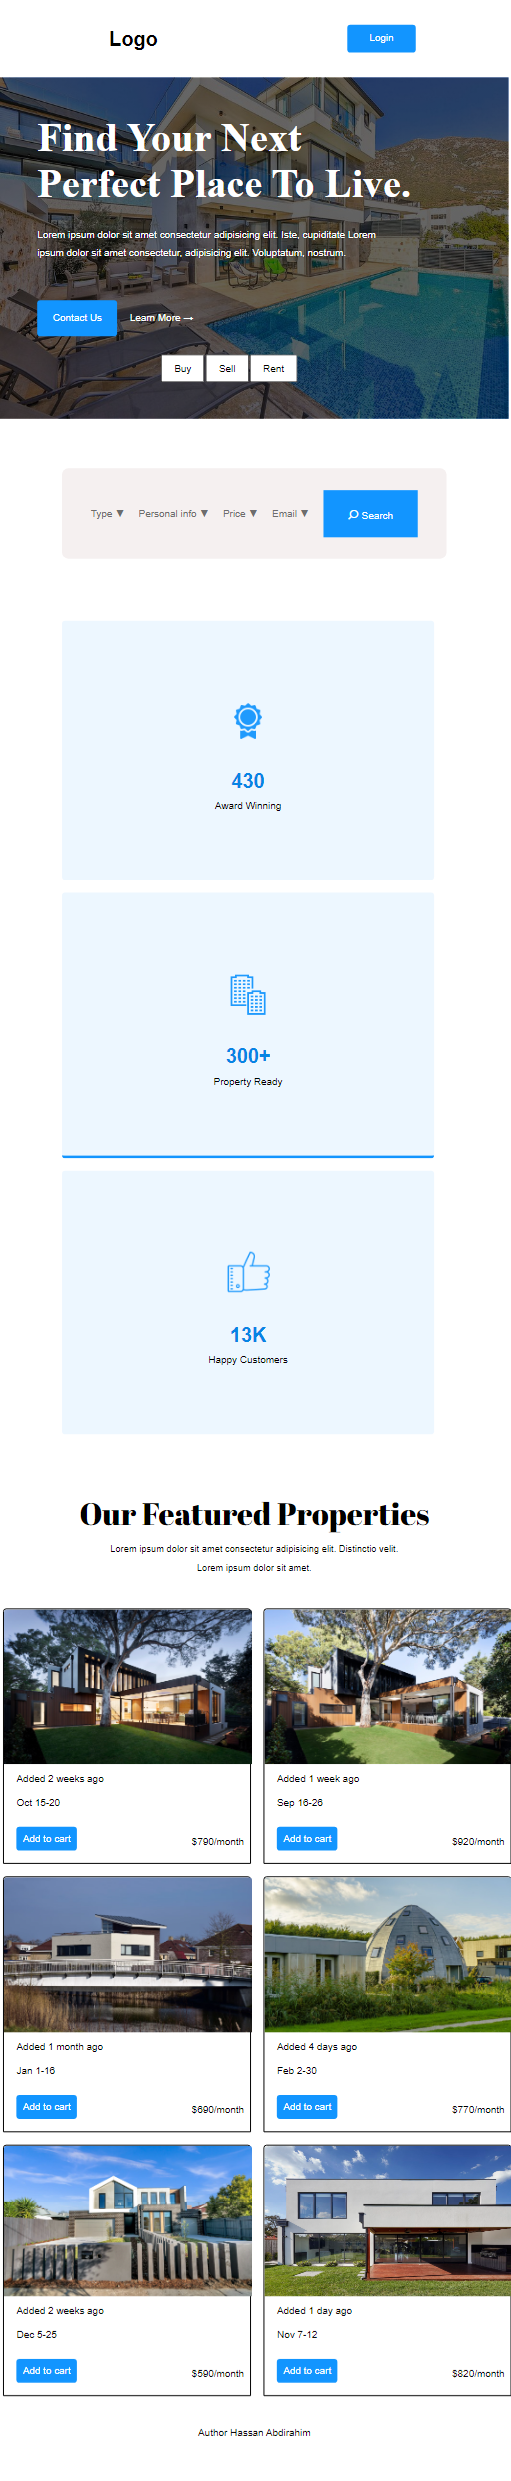 Logo
Login
Find Your Next
Perfect Place To Live.
Lorem ipsum dolor sit amet consectetur adipisicing elit. Iste, cupiditate Lorem
ipsum dolor sit amet consectetur, adipisicing elit. Voluptatum, nostrum.
Contact Us
Learn More →
Buy
Sell
Rent
Type ▼
Personal info ▼
Price ▼
Email ▼
Search
430
Award Winning
300+
Property Ready
13K
Happy Customers
Our Featured Properties
Lorem ipsum dolor sit amet consectetur adipisicing elit. Distinctio velit.
Lorem ipsum dolor sit amet.
Added 2 weeks ago
Oct 15-20
Add to cart
$790/month
Added 1 week ago
Sep 16-26
Add to cart
$920/month
Added 1 month ago
Jan 1-16
Add to cart
$690/month
Added 4 days ago
Feb 2-30
Add to cart
$770/month
Added 2 weeks ago
Dec 5-25
Add to cart
$590/month
Added 1 day ago
Nov 7-12
Add to cart
$820/month
Author Hassan Abdirahim